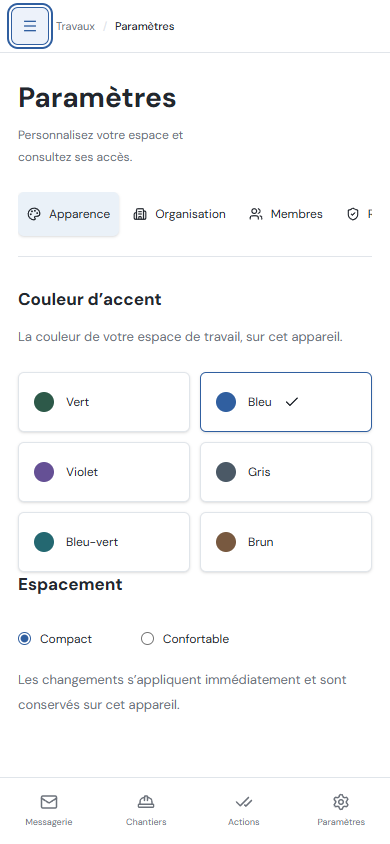 Travaux / Paramètres
Paramètres
Personnalisez votre espace et
consultez ses accès.
Apparence Organisation Membres
Couleur d’accent
La couleur de votre espace de travail, sur cet appareil.
Vert Bleu
Violet Gris
Bleu-vert Brun
Espacement
Compact Confortable
Les changements s’appliquent immédiatement et sont
conservés sur cet appareil.
Messagerie Chantiers Actions Paramètres